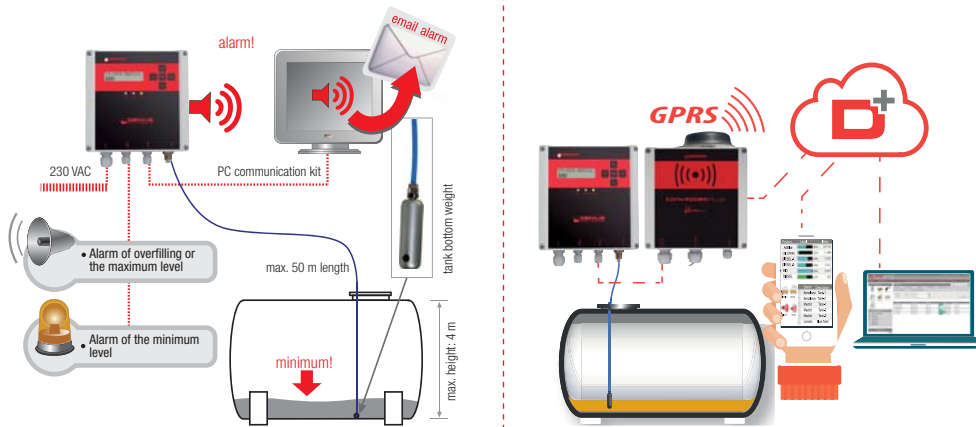 alarm!
email alarm
230 VAC
PC communication kit
tank bottom weight
• Alarm of overfilling or
the maximum level
max. 50 m length
• Alarm of the minimum
level
minimum!
max. height: 4 m
GPRS
D+